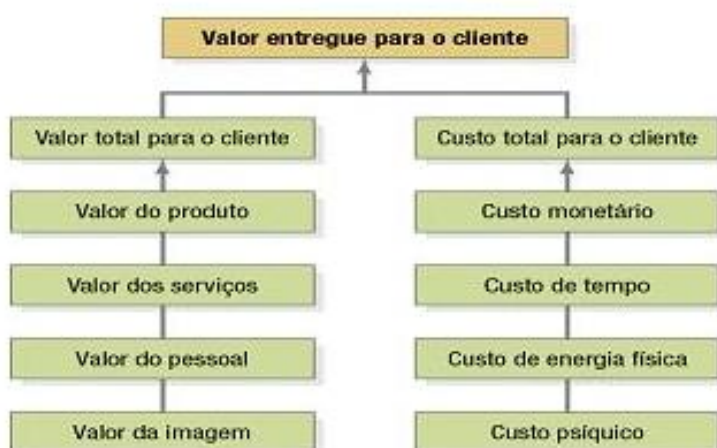 Valor entregue para o cliente
Valor total para o cliente
Custo total para o cliente
Valor do produto
Custo monetário
Valor dos serviços
Custo de tempo
Valor do pessoal
Custo de energia física
Valor da imagem
Custo psíquico